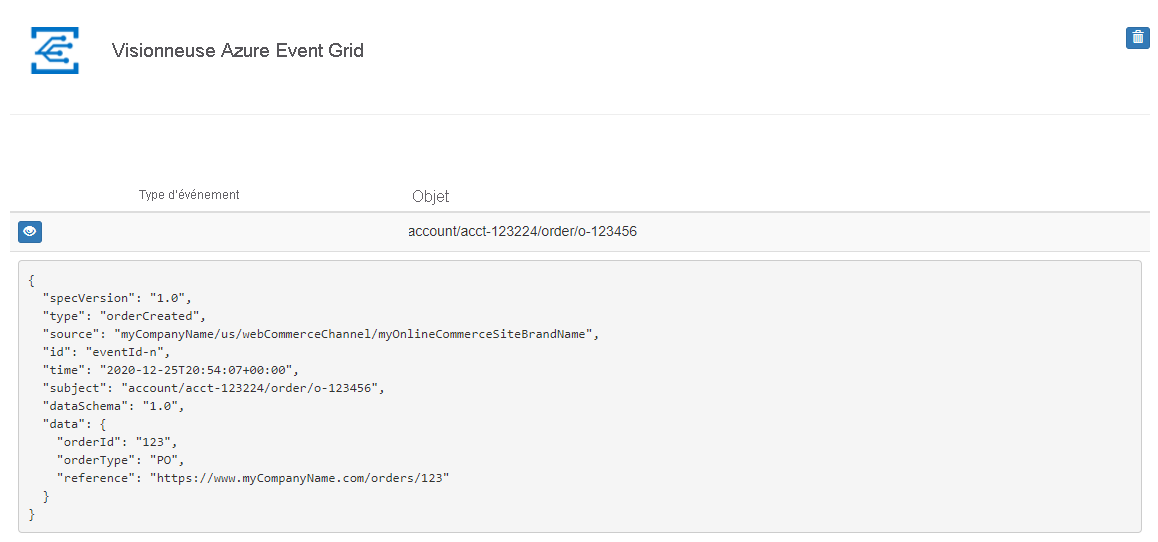 Visionneuse Azure Event Grid
Type d'événement Objet
account/acct-123224/order/o-123456
{
  "specVersion": "1.0",
  "type": "orderCreated",
  "source": "myCompanyName/us/webCommerceChannel/myOnlineCommerceSiteBrandName",
  "id": "eventId-n",
  "time": "2020-12-25T20:54:07+00:00",
  "subject": "account/acct-123224/order/o-123456",
  "dataSchema": "1.0",
  "data": {
    "orderId": "123",
    "orderType": "PO",
    "reference": "https://www.myCompanyName.com/orders/123"
  }
}